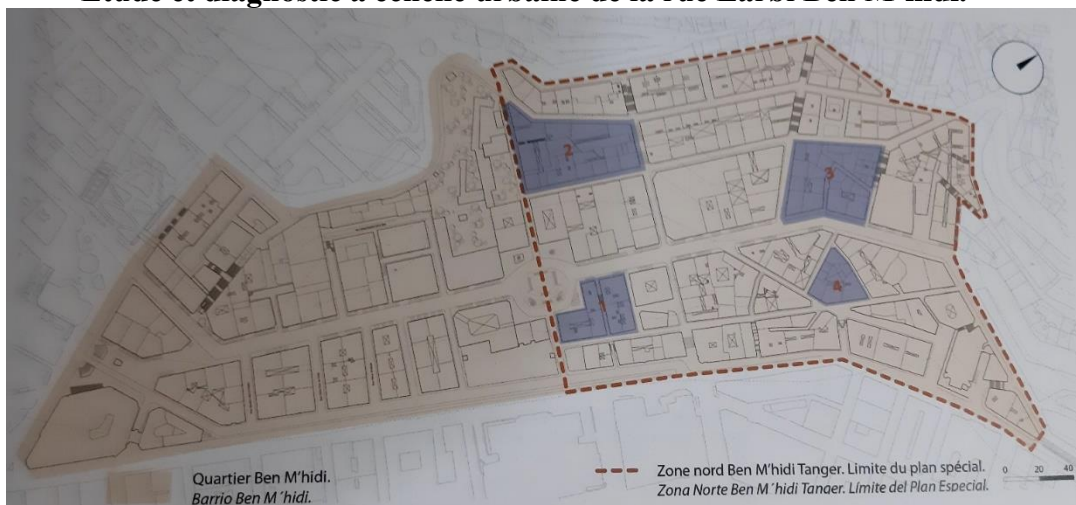 Étude et diagnostic à échelle urbaine de la rue Larbi Ben M'hidi.
2
3
4
1
Quartier Ben M'hidi.
Barrio Ben M´hidi.
Zone nord Ben M'hidi Tanger. Limite du plan spécial.
Zona Norte Ben M´hidi Tanger. Límite del Plan Especial.
0 20 40